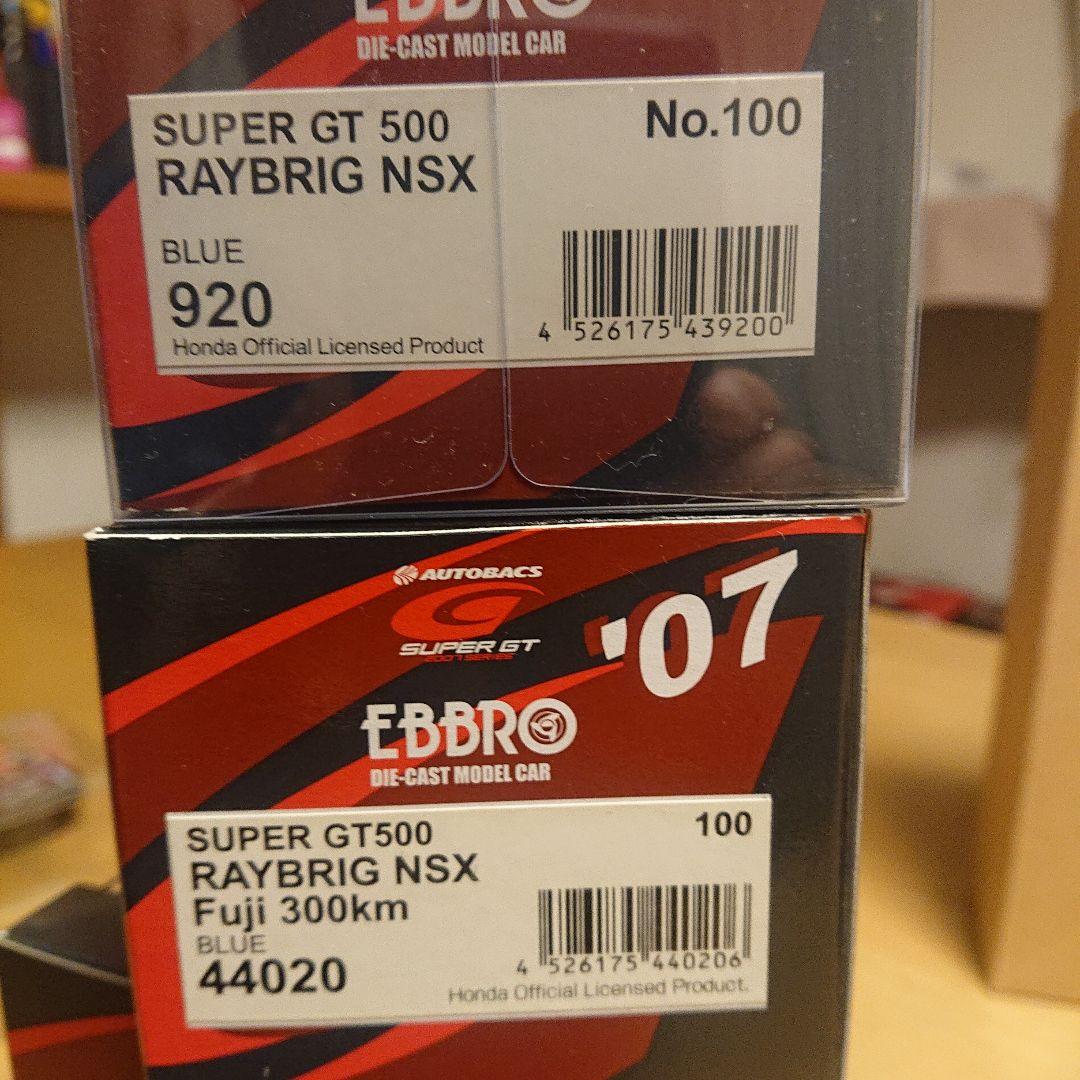 EBBRO
DIE-CAST MODEL CAR
SUPER GT 500
No.100
RAYBRIG NSX
BLUE
920
Honda Official Licensed Product
4 526175 439200
AUTOBACS
SUPER GT
2007 SERIES
'07
EBBRO
DIE-CAST MODEL CAR
SUPER GT500
100
RAYBRIG NSX
Fuji 300km
BLUE
44020
4 526175 440206
Honda Official Licensed Product.